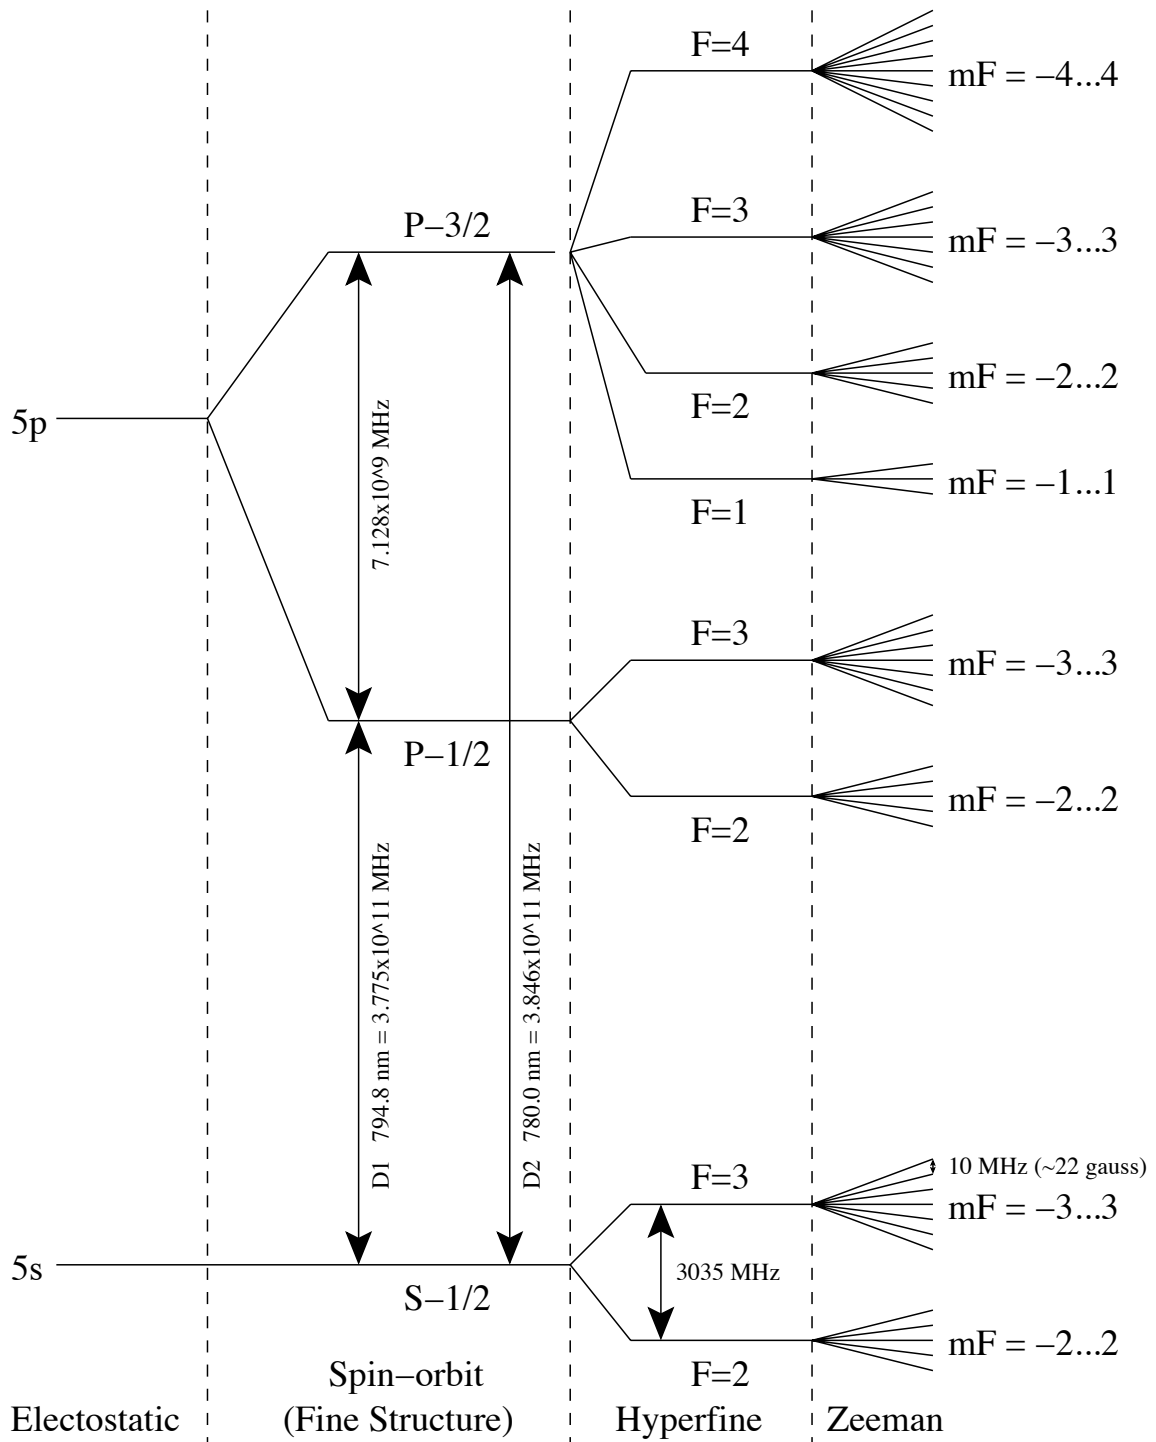 F=4
mF = −4...4
F=3
mF = −3...3
P−3/2
F=2
mF = −2...2
5p
7.128x10^9 MHz
F=1
mF = −1...1
F=3
mF = −3...3
P−1/2
F=2
mF = −2...2
D1 794.8 nm = 3.775x10^11 MHz
D2 780.0 nm = 3.846x10^11 MHz
F=3
10 MHz (~22 gauss)
mF = −3...3
5s
3035 MHz
S−1/2
F=2
mF = −2...2
Electostatic
Spin−orbit
(Fine Structure)
Hyperfine
Zeeman